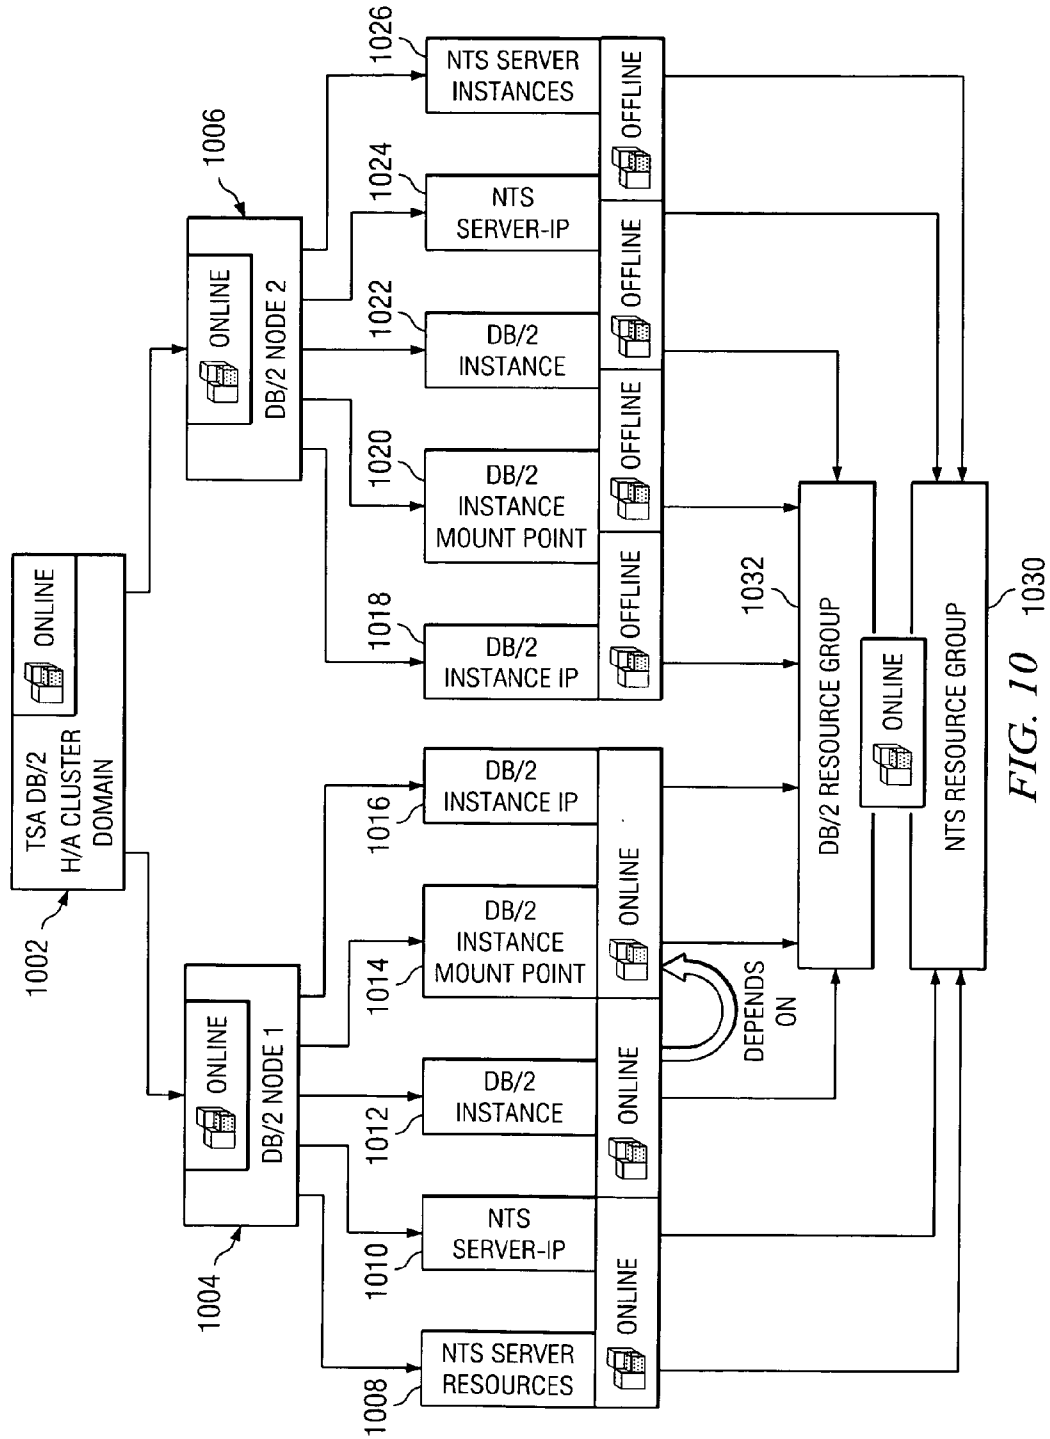 1002
TSA DB/2
H/A CLUSTER
DOMAIN
ONLINE
1004
ONLINE
DB/2 NODE 1
1006
ONLINE
DB/2 NODE 2
1008
NTS SERVER
RESOURCES
1010
NTS
SERVER-IP
1012
DB/2
INSTANCE
1014
DB/2
INSTANCE
MOUNT POINT
1016
DB/2
INSTANCE IP
1018
DB/2
INSTANCE IP
1020
DB/2
INSTANCE
MOUNT POINT
1022
DB/2
INSTANCE
1024
NTS
SERVER-IP
1026
NTS SERVER
INSTANCES
ONLINE
ONLINE
ONLINE
OFFLINE
OFFLINE
OFFLINE
OFFLINE
DEPENDS
ON
1032
DB/2 RESOURCE GROUP
ONLINE
NTS RESOURCE GROUP
1030
FIG. 10